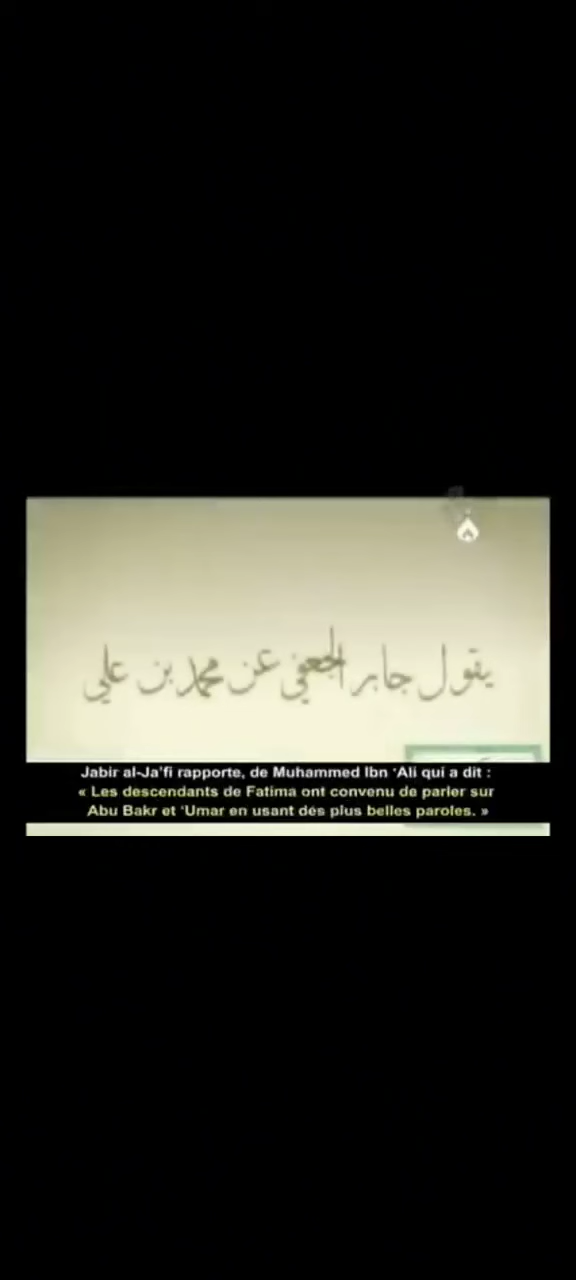 يقول جابر الجعفي عن محمد بن علي
Jabir al-Ja'fi rapporte, de Muhammed Ibn 'Ali qui a dit :
« Les descendants de Fatima ont convenu de parler sur
Abu Bakr et 'Umar en usant des plus belles paroles. »